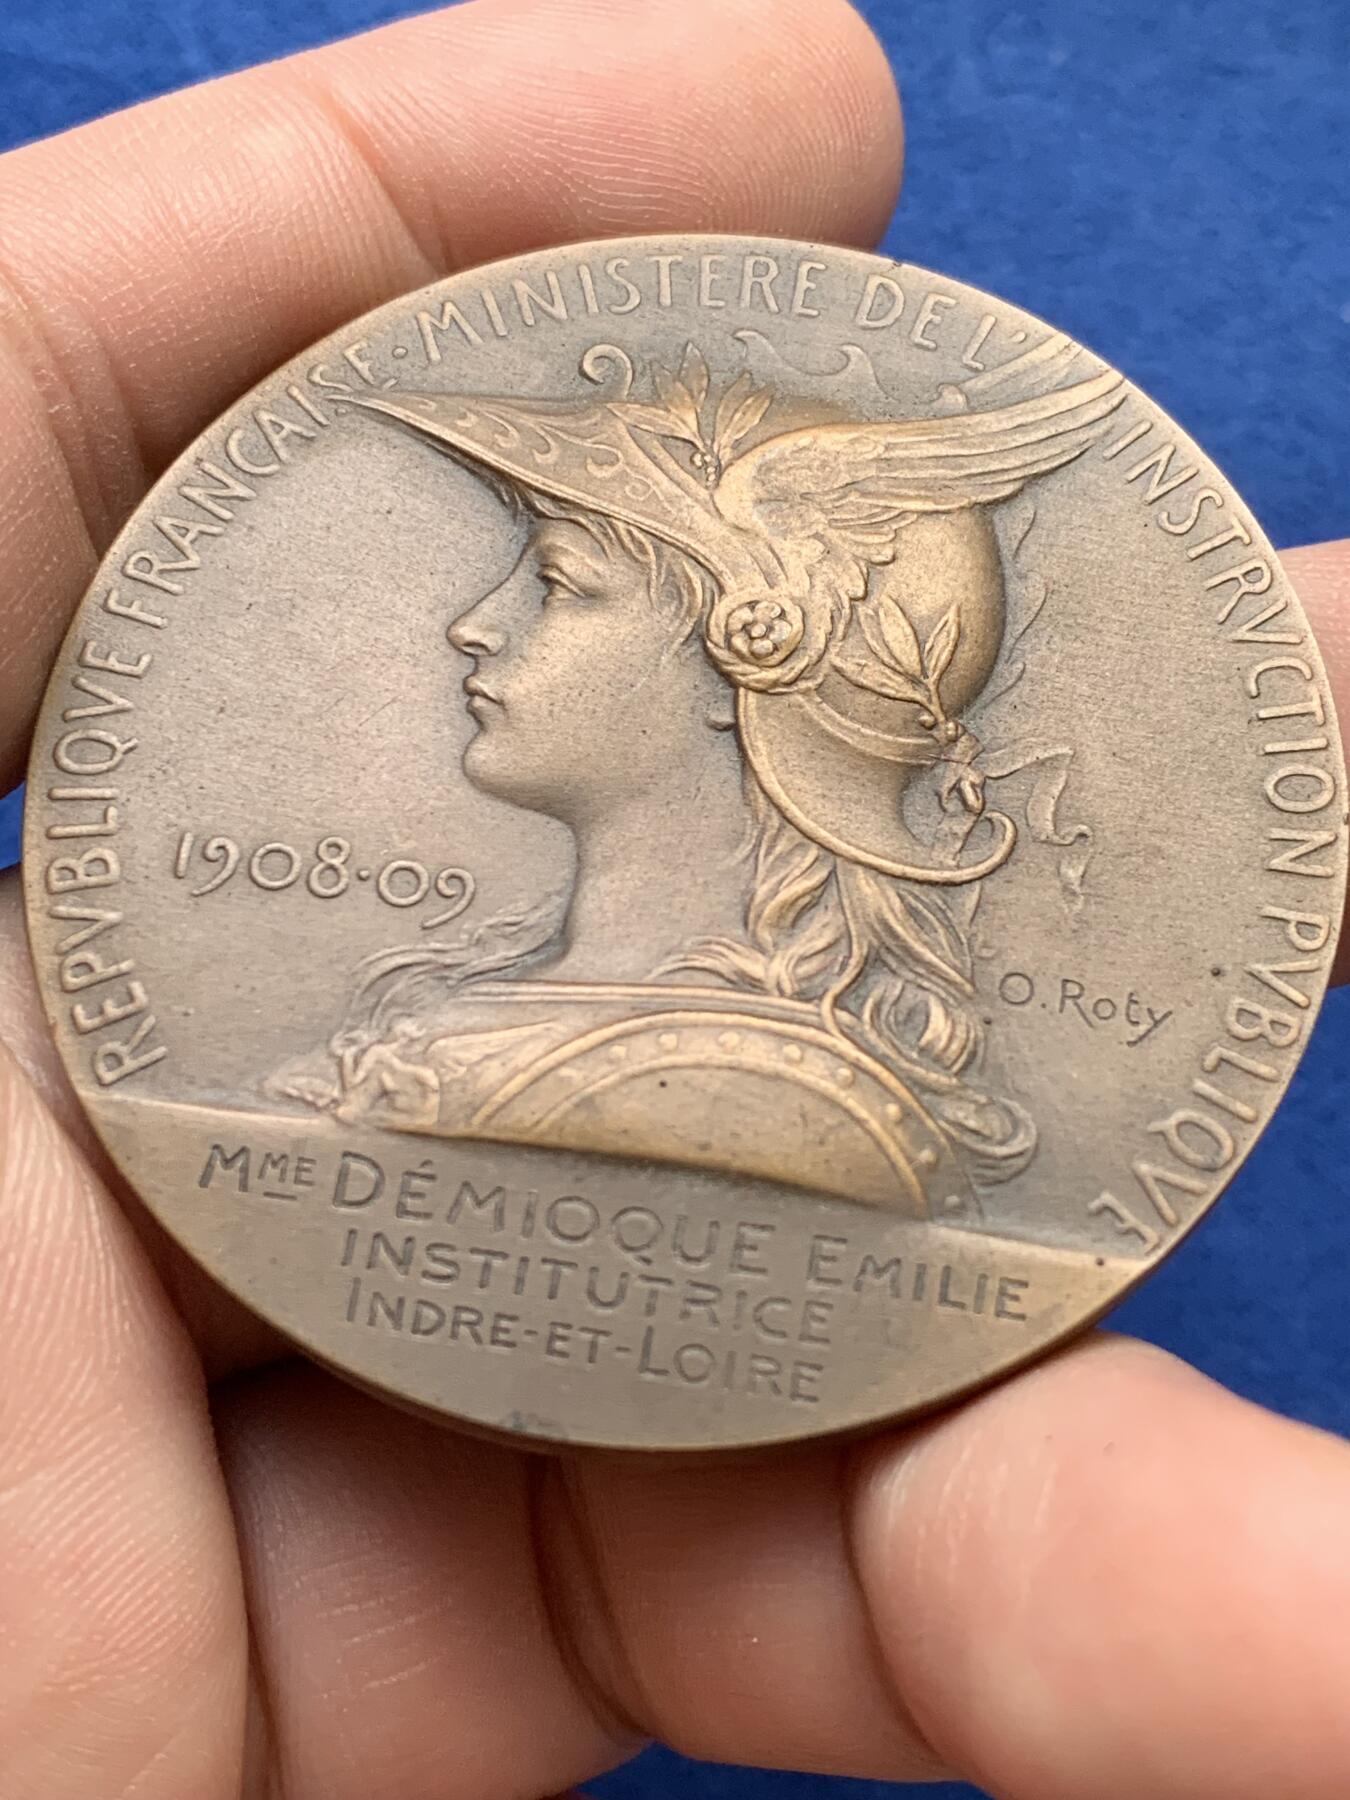 REPVBLIQVE FRANCAISE · MINISTERE DE L'INSTRVCTION PVBLIQVE
1908·09
O. Roty
MME DÉMIOQUE EMILIE
INSTITUTRICE
INDRE-ET-LOIRE